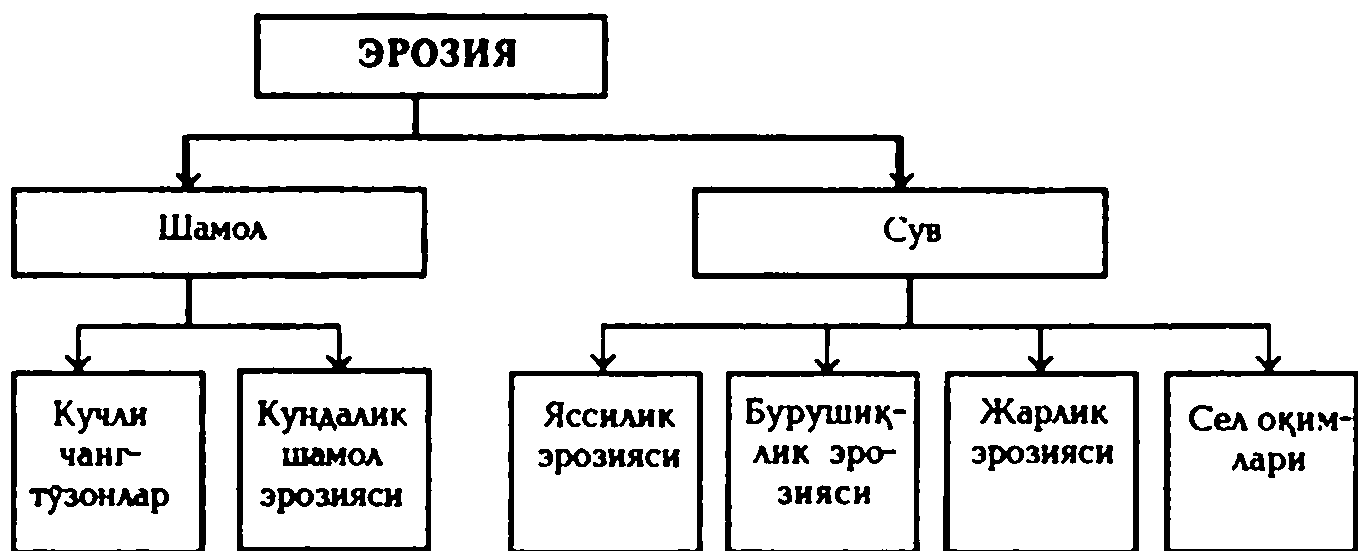 ЭРОЗИЯ
Шамол
Сув
Кучли
чанг-
тўзонлар
Кундалик
шамол
эрозияси
Яссилик
эрозияси
Бурушиқ-
лик эро-
зияси
Жарлик
эрозияси
Сел оқим-
лари